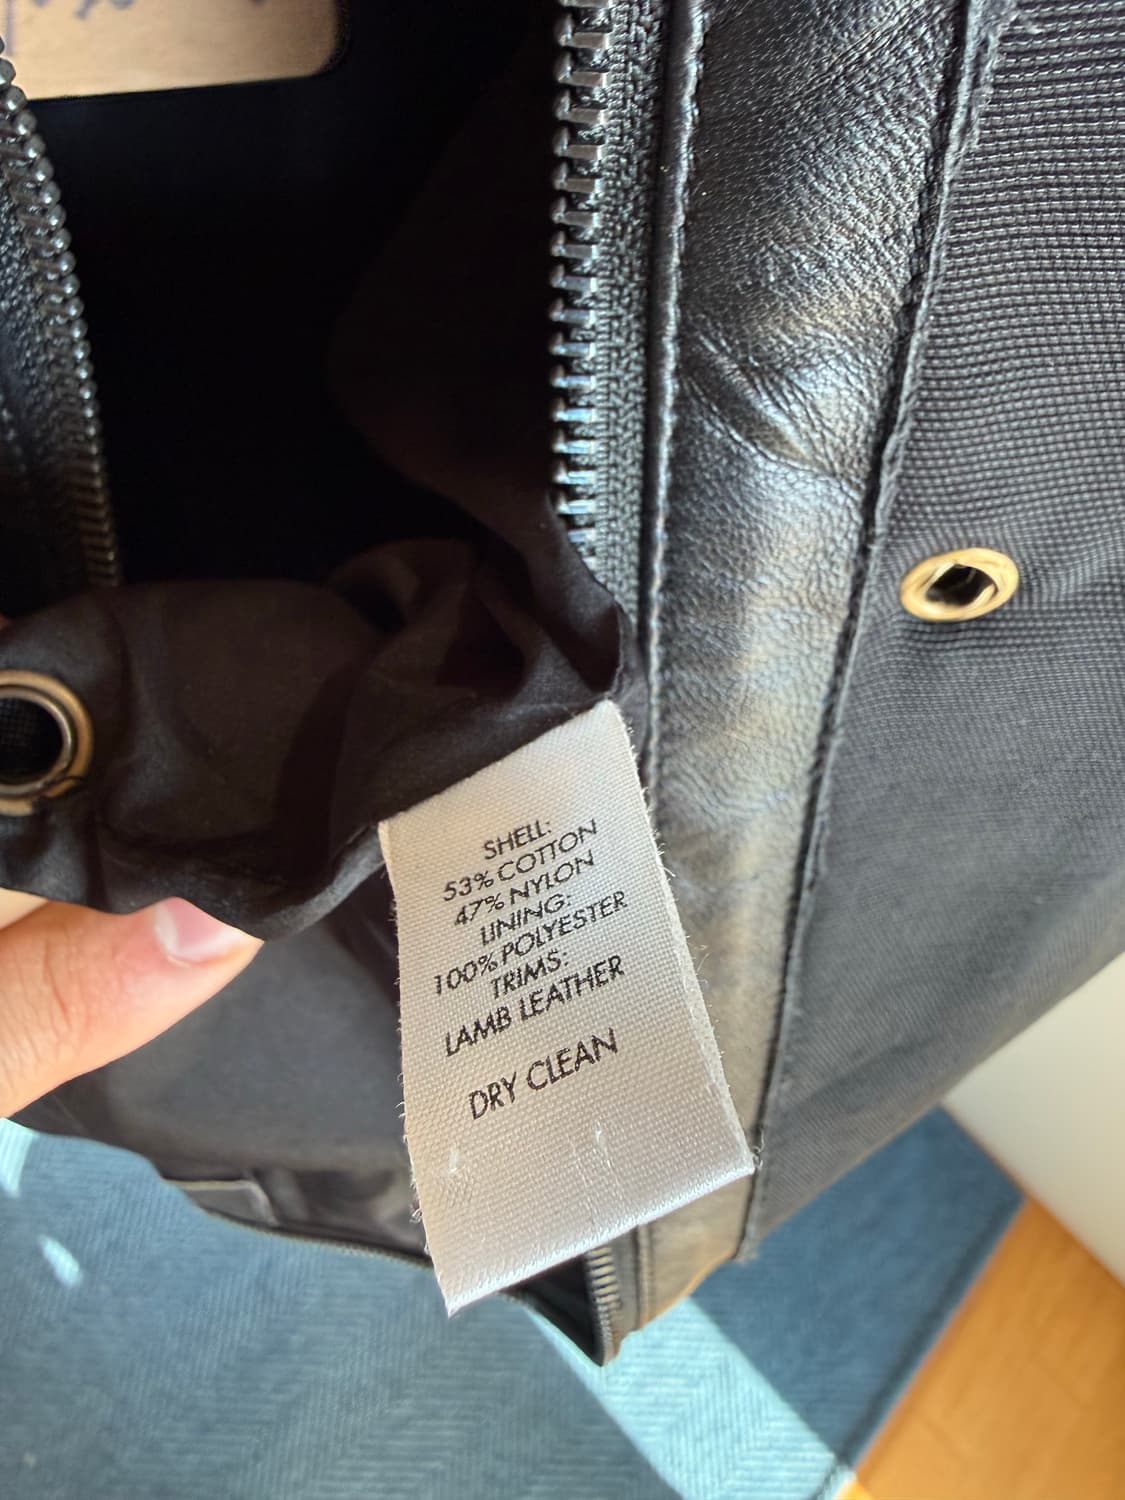 SHELL:
53% COTTON
47% NYLON
LINING:
100% POLYESTER
TRIMS:
LAMB LEATHER
DRY CLEAN